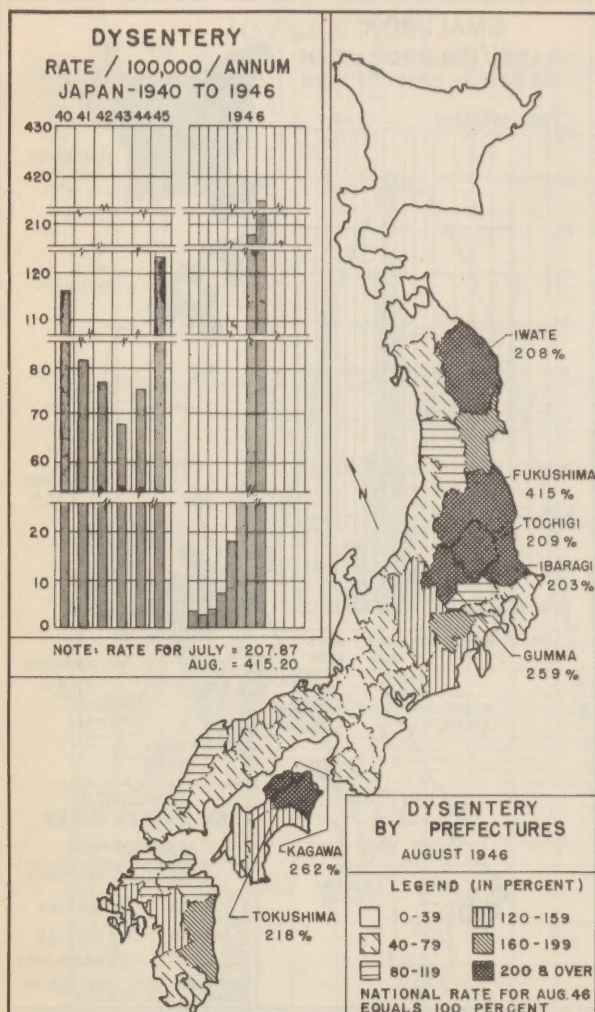 DYSENTERY
RATE / 100,000 / ANNUM
JAPAN-1940 TO 1946
40 41 42 43 44 45 1946
430
420
210
120
110
80
70
60
20
10
0
NOTE: RATE FOR JULY = 207.87
AUG. = 415.20
IWATE
208%
FUKUSHIMA
415%
TOCHIGI
209%
IBARAGI
203%
GUMMA
259%
N
KAGAWA
262%
TOKUSHIMA
218%
DYSENTERY
BY PREFECTURES
AUGUST 1946
LEGEND (IN PERCENT)
0-39 120-159
40-79 160-199
80-119 200 & OVER
NATIONAL RATE FOR AUG. 46
EQUALS 100 PERCENT